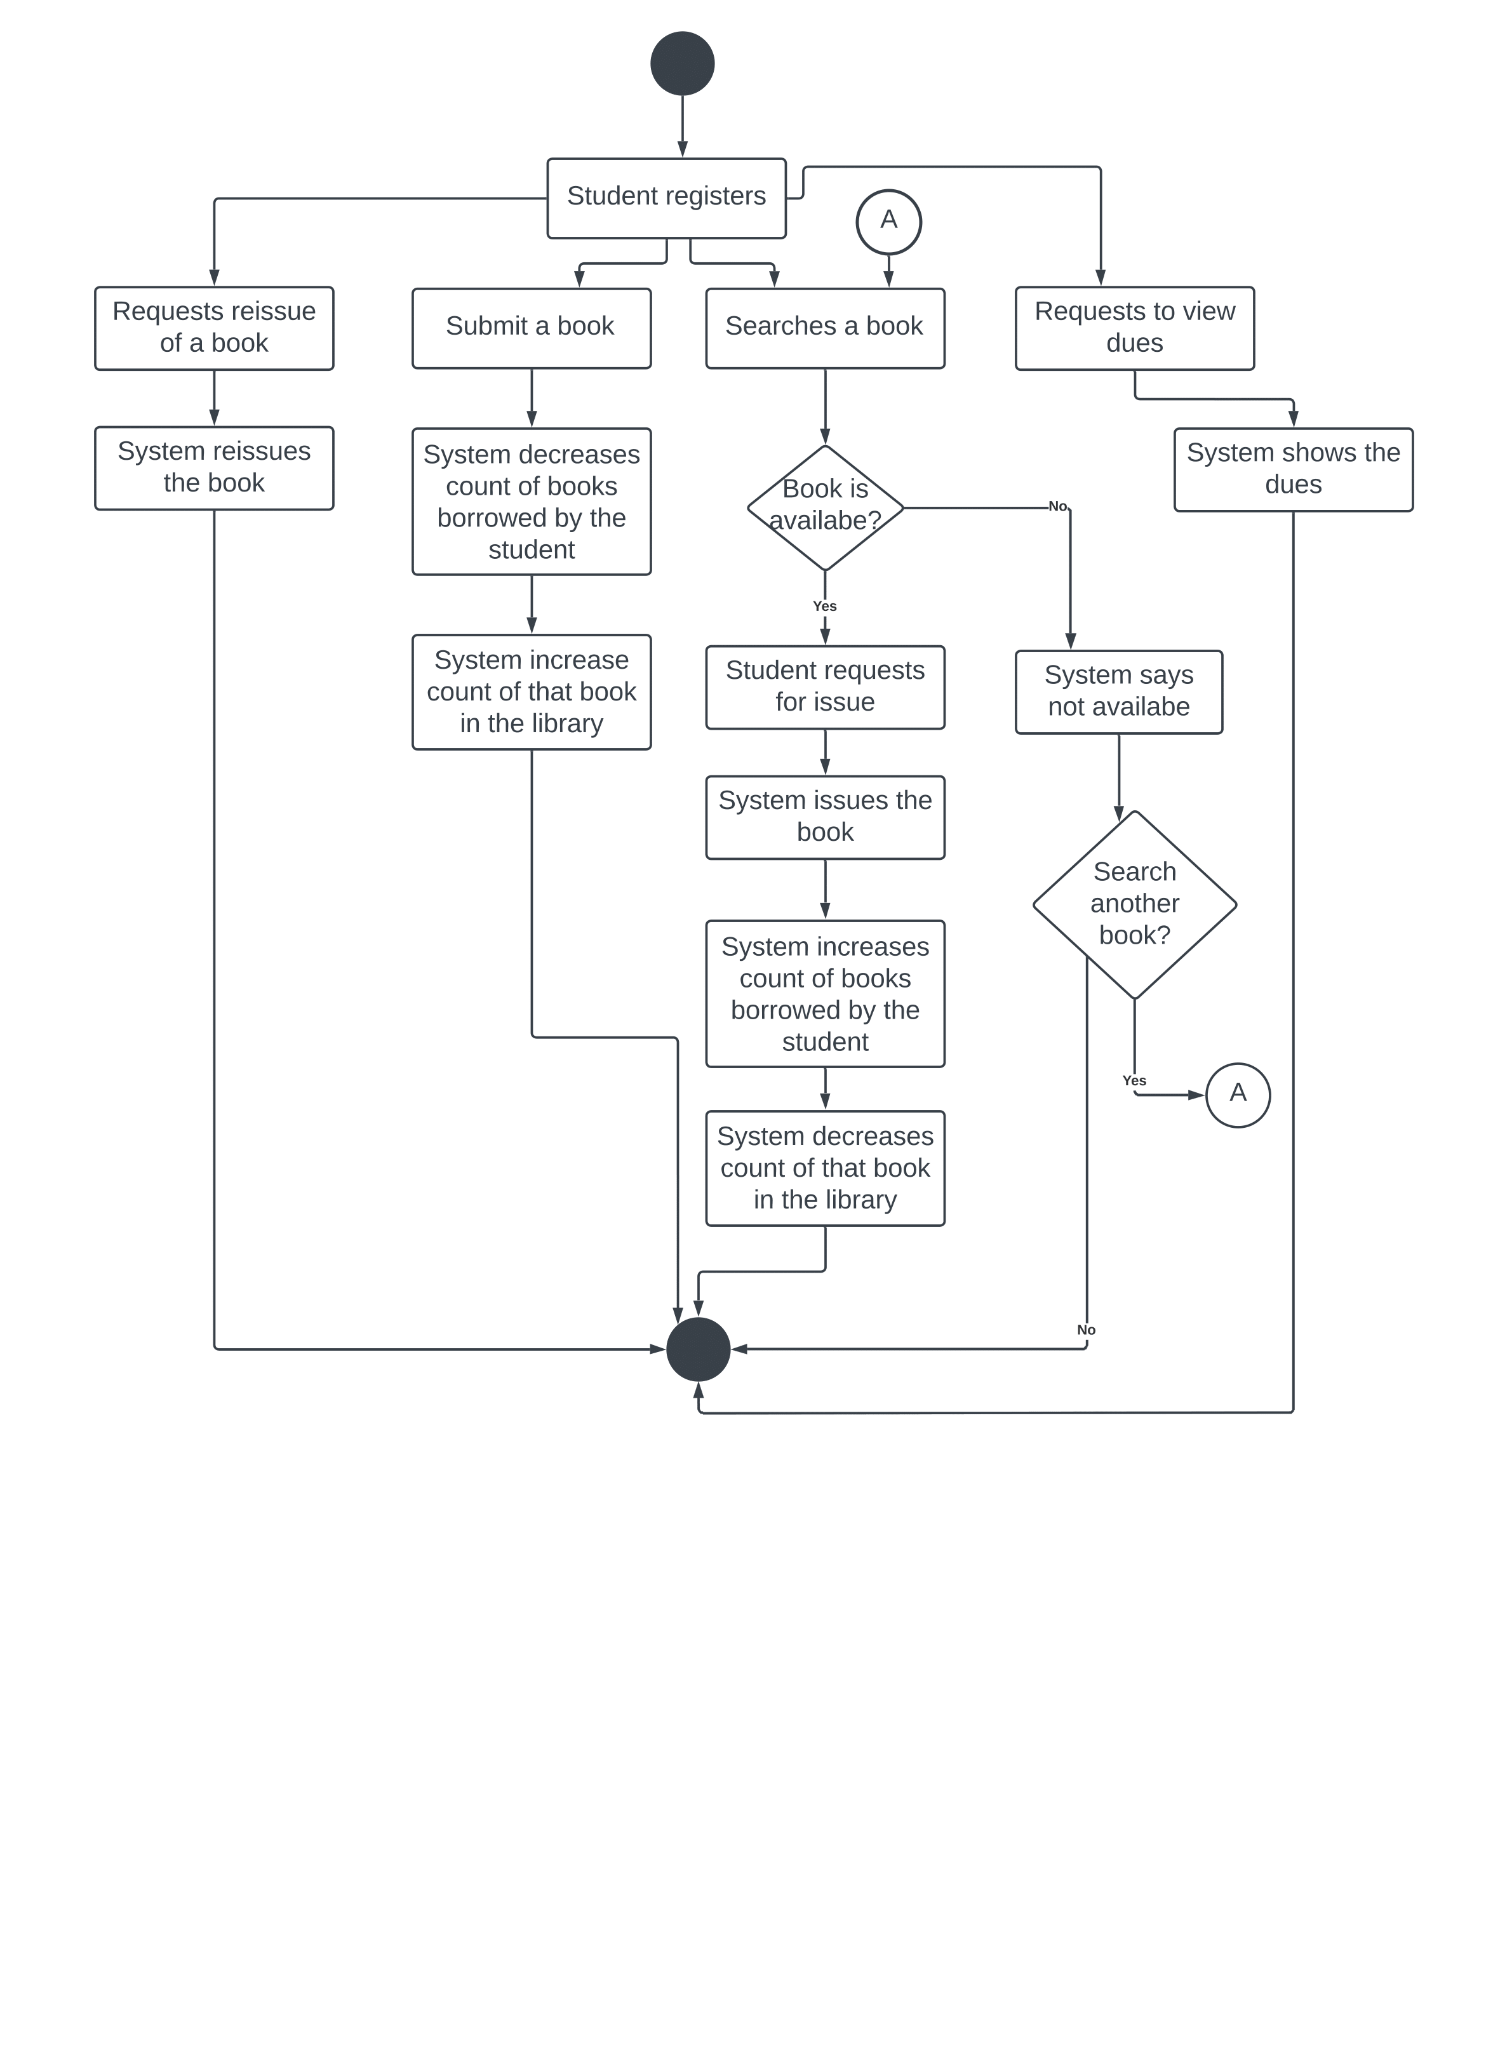 Student registers
A
Requests reissue
of a book
Submit a book
Searches a book
Requests to view
dues
System reissues
the book
System decreases
count of books
borrowed by the
student
Book is
availabe?
No
System shows the
dues
Yes
System increase
count of that book
in the library
Student requests
for issue
System says
not availabe
System issues the
book
Search
another
book?
System increases
count of books
borrowed by the
student
Yes
A
System decreases
count of that book
in the library
No